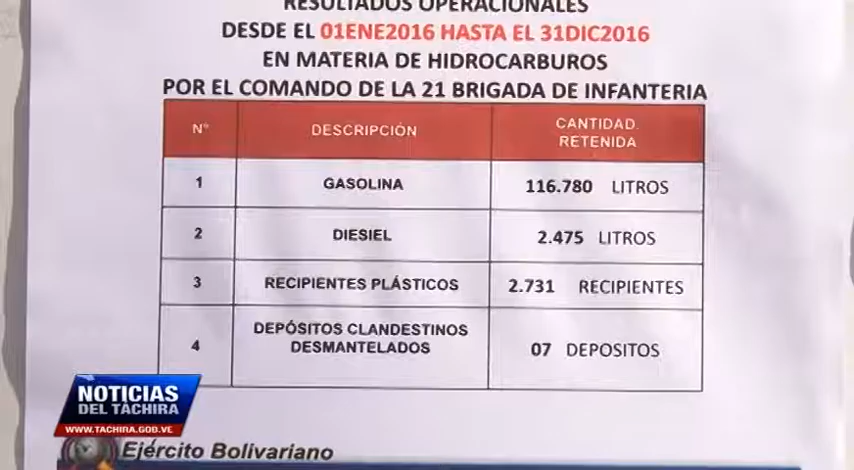 RESULTADOS OPERACIONALES
DESDE EL 01ENE2016 HASTA EL 31DIC2016
EN MATERIA DE HIDROCARBUROS
POR EL COMANDO DE LA 21 BRIGADA DE INFANTERIA
N° DESCRIPCIÓN CANTIDAD RETENIDA
1 GASOLINA 116.780 LITROS
2 DIESIEL 2.475 LITROS
3 RECIPIENTES PLÁSTICOS 2.731 RECIPIENTES
4 DEPÓSITOS CLANDESTINOS DESMANTELADOS 07 DEPOSITOS
NOTICIAS
DEL TÁCHIRA
WWW.TACHIRA.GOB.VE
Ejército Bolivariano